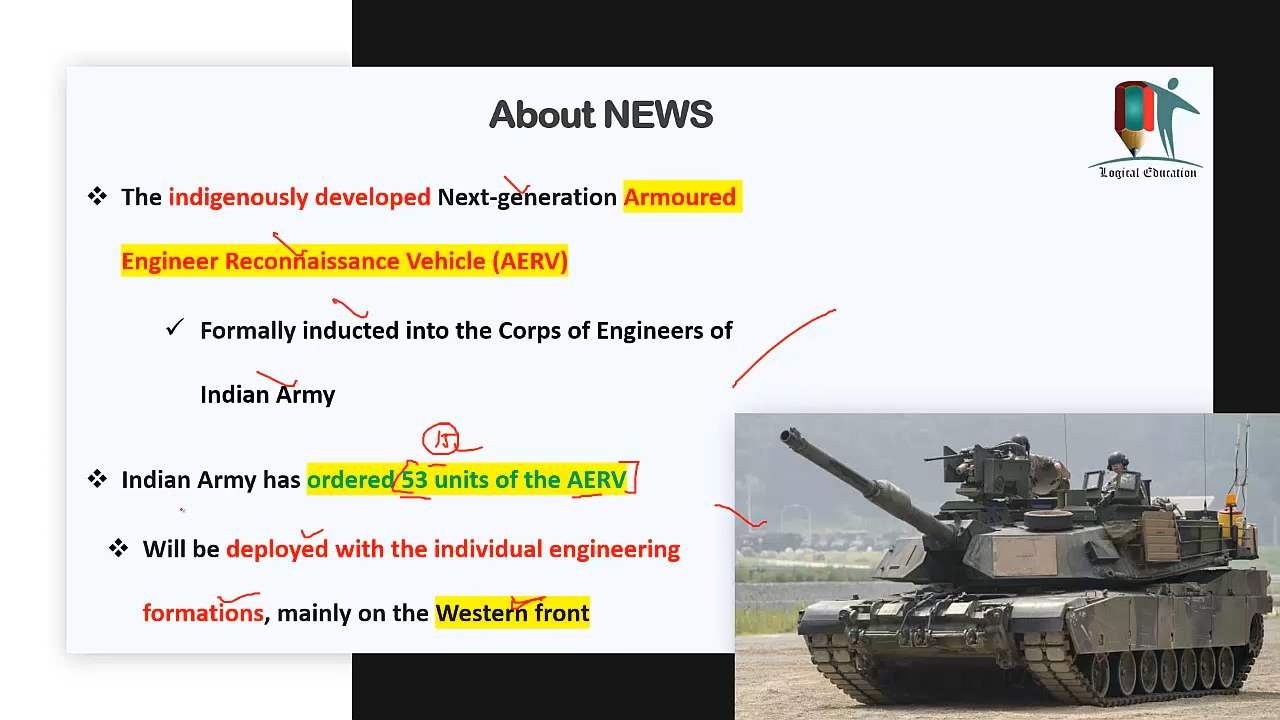 About NEWS
Logical Education
❖ The indigenously developed Next-generation Armoured
Engineer Reconnaissance Vehicle (AERV)
✓ Formally inducted into the Corps of Engineers of
Indian Army
15
❖ Indian Army has ordered 53 units of the AERV
❖ Will be deployed with the individual engineering
formations, mainly on the Western front